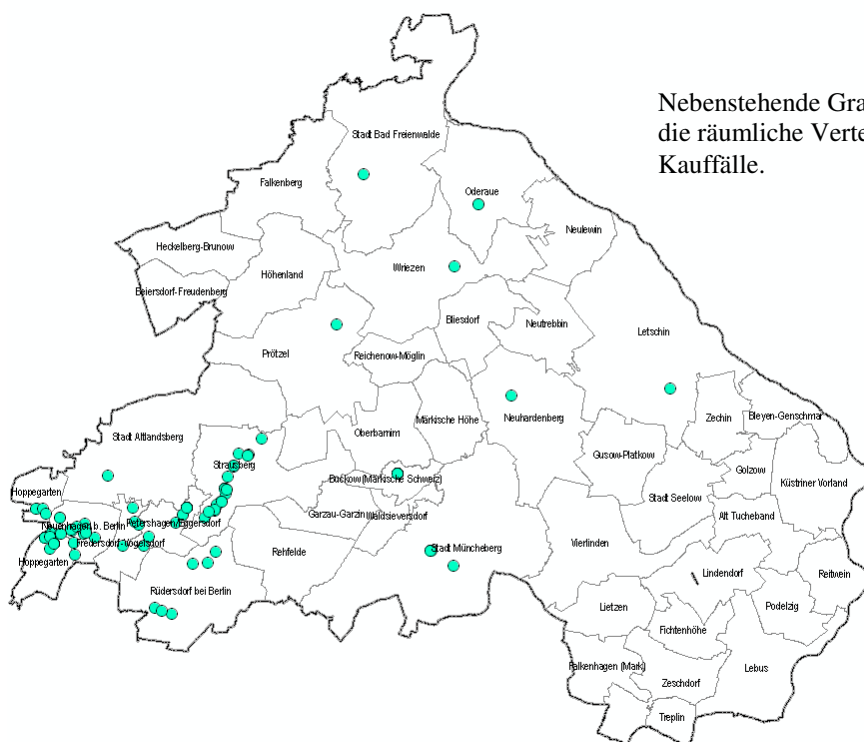 Nebenstehende Gra
die räumliche Verte
Kauffälle.
Stadt Bad Freienwalde
Falkenberg
Oderaue
Neulewin
Heckelberg-Brunow
Höhenland
Wriezen
Beiersdorf-Freudenberg
Bliesdorf
Neutrebbin
Letschin
Prötzel
Reichenow-Möglin
Märkische Höhe
Neuhardenberg
Zechin
Bleyen-Genschmar
Oberbarnim
Stadt Altlandsberg
Strausberg
Gusow-Platkow
Golzow
Küstriner Vorland
Buckow (Märkische Schweiz)
Hoppegarten
Stadt Seelow
Garzau-Garzin
Waldsieversdorf
Alt Tucheband
Neuenhagen b. Berlin
Petershagen/Eggersdorf
Fredersdorf-Vogelsdorf
Vierlinden
Rehfelde
Stadt Müncheberg
Hoppegarten
Lindendorf
Reitwein
Rüdersdorf bei Berlin
Lietzen
Podelzig
Fichtenhöhe
Falkenhagen (Mark)
Lebus
Zeschdorf
Treplin